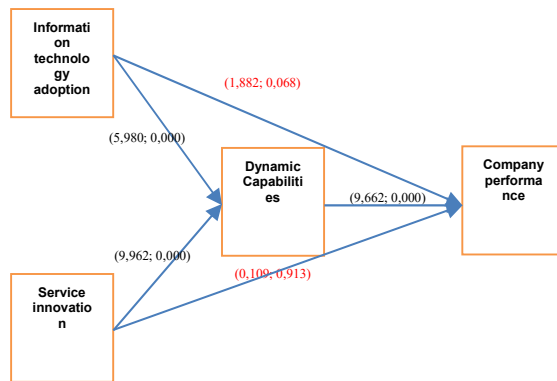 Informati
on
technolo
gy
adoption
(1,882; 0,068)
(5,980; 0,000)
Dynamic
Capabiliti
es
Company
performa
nce
(9,662; 0,000)
(9,962; 0,000)
(0,109; 0,913)
Service
innovatio
n